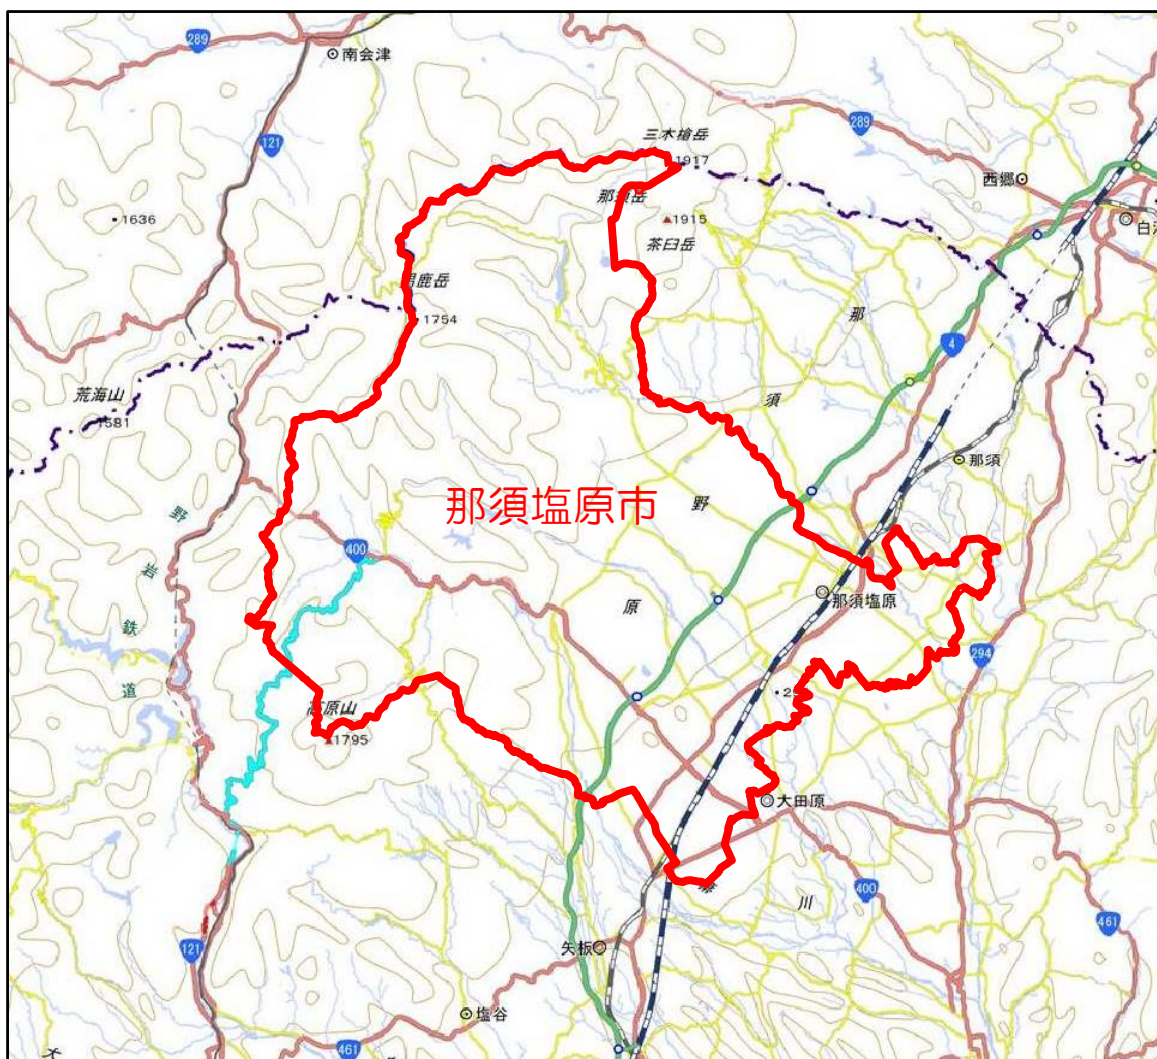 289
南会津
121
三本槍岳
1917
289
西郷
1636
那須岳
1915
茶臼岳
男鹿岳
1754
那
4
荒海山
1581
須
那須
那須塩原市
野
野
岩
400
原
那須塩原
鉄
294
道
高原山
1795
大田原
400
川
461
121
矢板
塩谷
461